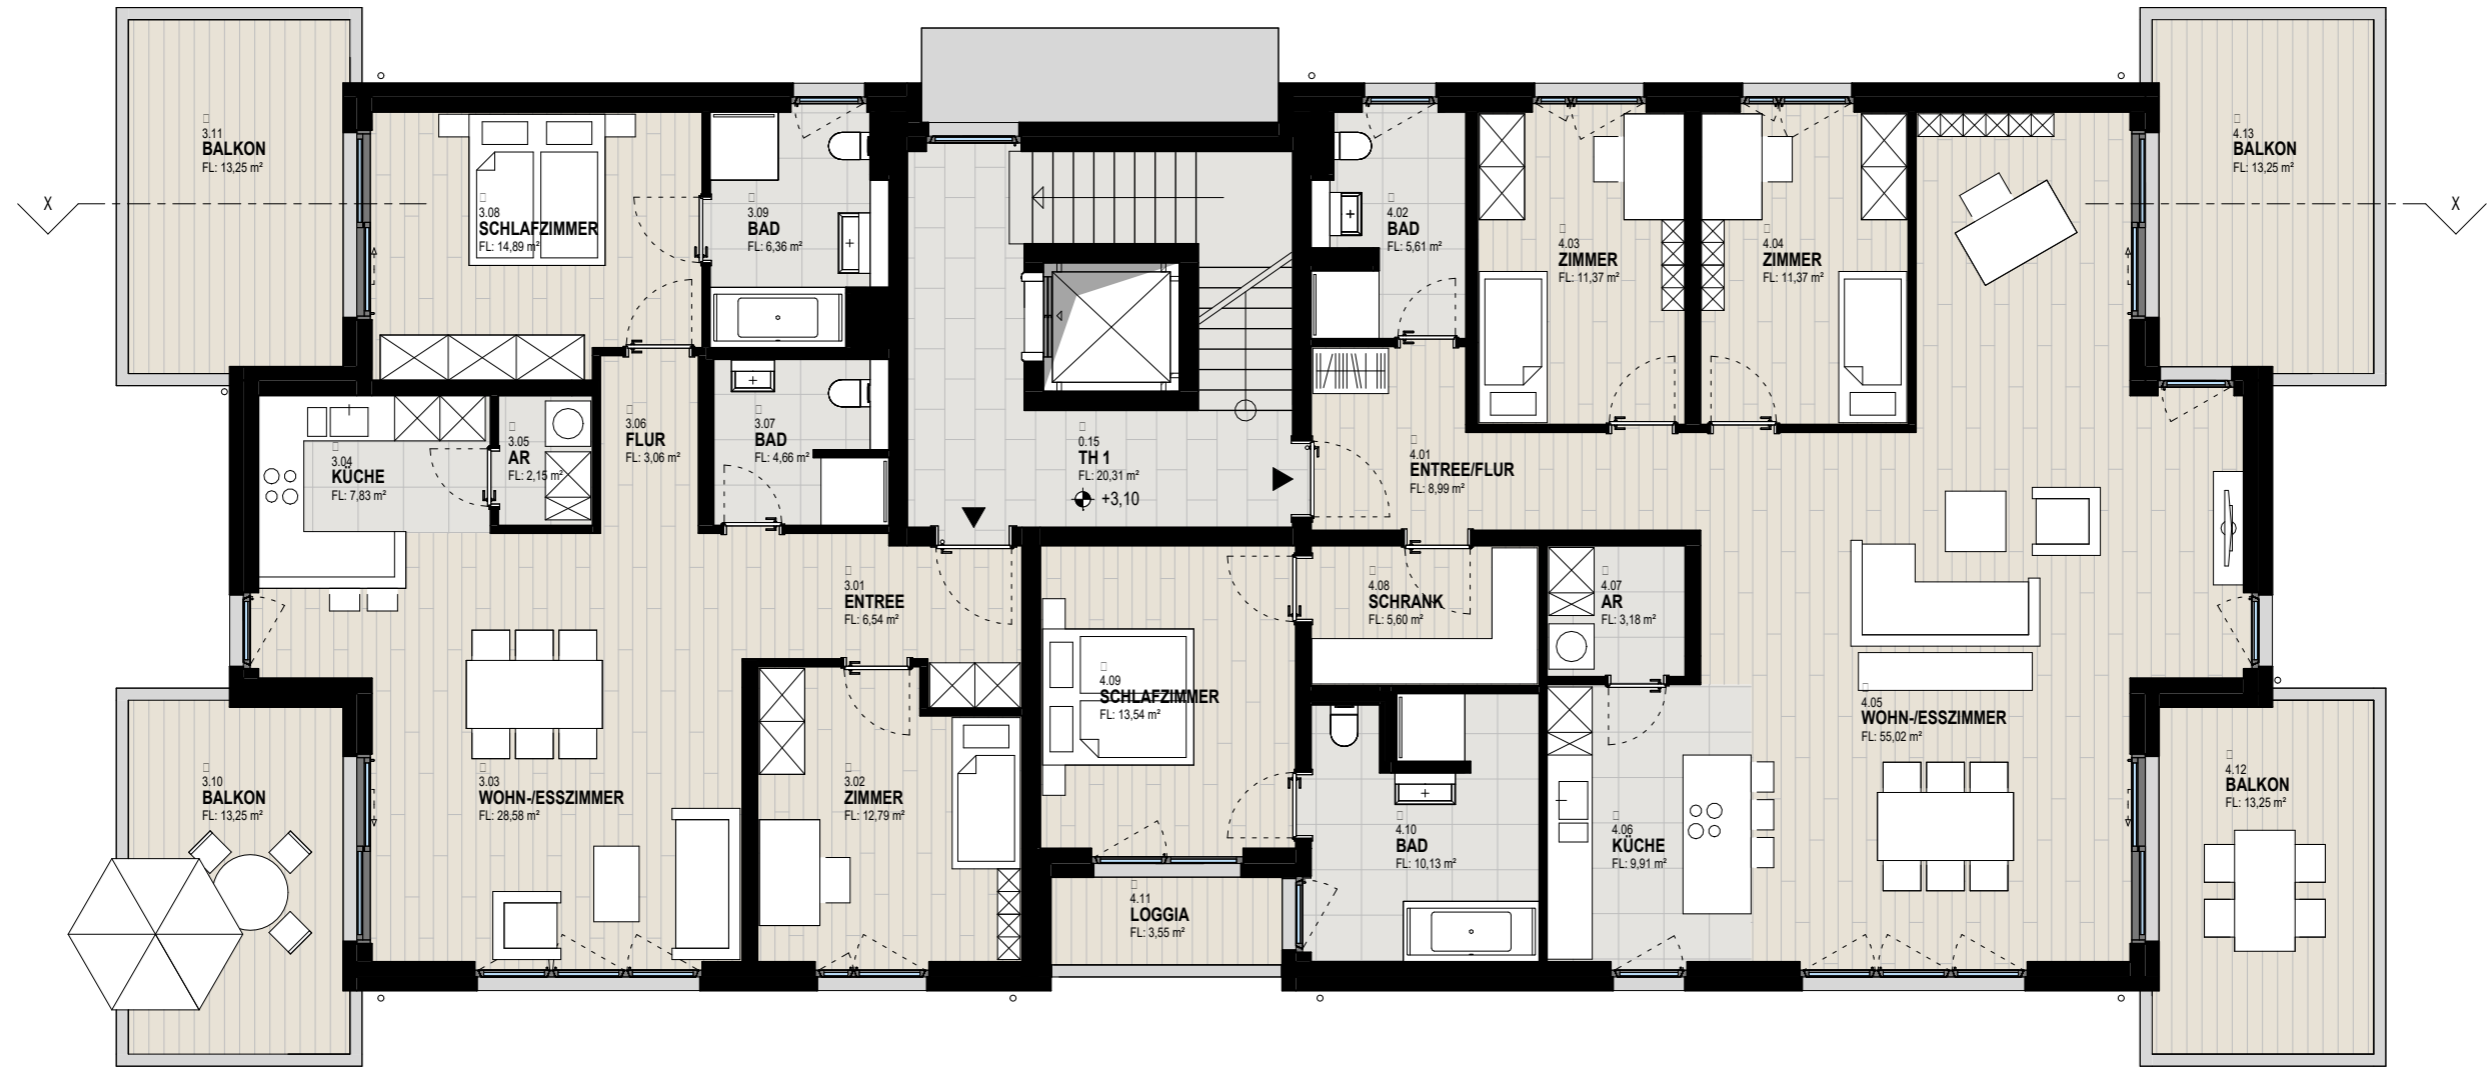 3.11
BALKON
FL: 13,25 m²
X
3.08
SCHLAFZIMMER
FL: 14,89 m²
3.09
BAD
FL: 6,36 m²
4.02
BAD
FL: 5,61 m²
4.03
ZIMMER
FL: 11,37 m²
4.04
ZIMMER
FL: 11,37 m²
4.13
BALKON
FL: 13,25 m²
X
3.04
KÜCHE
FL: 7,83 m²
3.05
AR
FL: 2,15 m²
3.06
FLUR
FL: 3,06 m²
3.07
BAD
FL: 4,66 m²
0.15
TH 1
FL: 20,31 m²
+3,10
4.01
ENTREE/FLUR
FL: 8,99 m²
3.01
ENTREE
FL: 6,54 m²
4.08
SCHRANK
FL: 5,60 m²
4.07
AR
FL: 3,18 m²
4.09
SCHLAFZIMMER
FL: 13,54 m²
4.05
WOHN-/ESSZIMMER
FL: 55,02 m²
3.10
BALKON
FL: 13,25 m²
3.03
WOHN-/ESSZIMMER
FL: 28,58 m²
3.02
ZIMMER
FL: 12,79 m²
4.10
BAD
FL: 10,13 m²
4.06
KÜCHE
FL: 9,91 m²
4.12
BALKON
FL: 13,25 m²
4.11
LOGGIA
FL: 3,55 m²